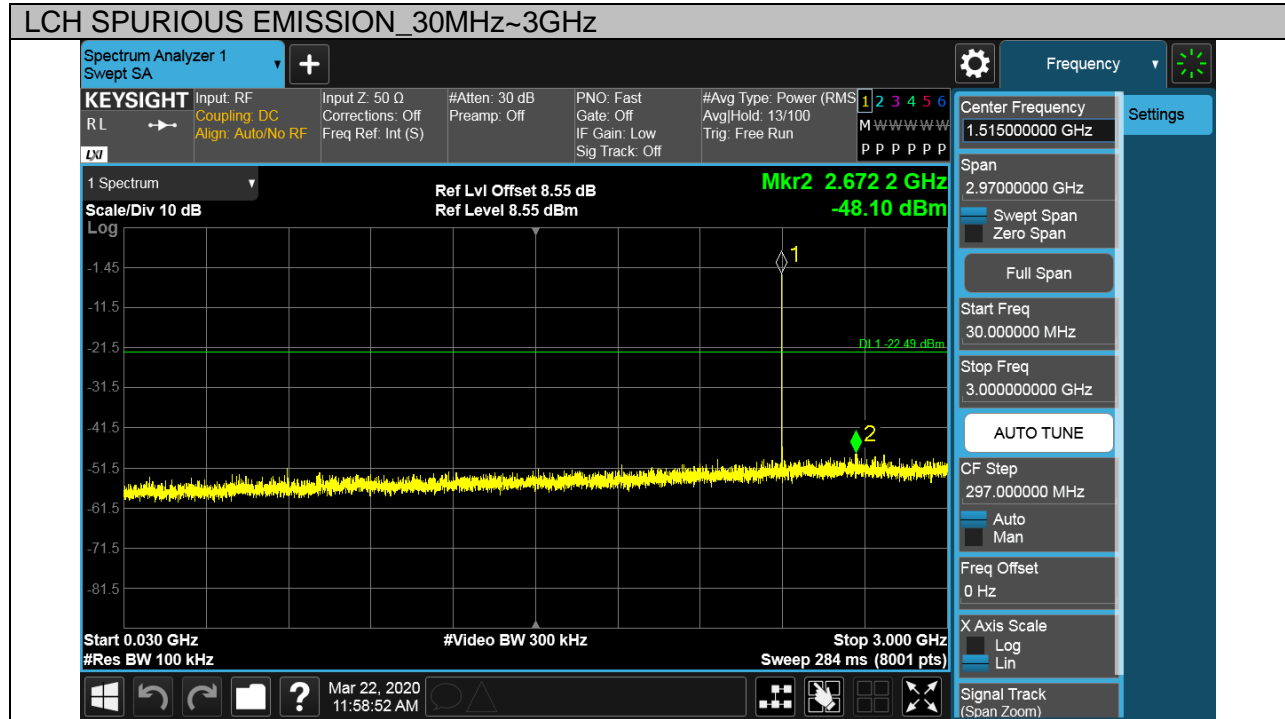 LCH SPURIOUS EMISSION_30MHz~3GHz
Spectrum Analyzer 1
Swept SA
Frequency
KEYSIGHT
RL
LXI
Input: RF
Coupling: DC
Align: Auto/No RF
Input Z: 50 Ω
Corrections: Off
Freq Ref: Int (S)
#Atten: 30 dB
Preamp: Off
PNO: Fast
Gate: Off
IF Gain: Low
Sig Track: Off
#Avg Type: Power (RMS
Avg|Hold: 13/100
Trig: Free Run
1 2 3 4 5 6
M W W W W W
P P P P P P
1 Spectrum
Scale/Div 10 dB
Ref Lvl Offset 8.55 dB
Ref Level 8.55 dBm
Mkr2 2.672 2 GHz
-48.10 dBm
Log
1
-1.45
-11.5
-21.5
DL1 -22.49 dBm
-31.5
-41.5
2
-51.5
-61.5
-71.5
-81.5
Start 0.030 GHz
#Video BW 300 kHz
Stop 3.000 GHz
#Res BW 100 kHz
Sweep 284 ms (8001 pts)
?
Mar 22, 2020
11:58:52 AM
Center Frequency
1.515000000 GHz
Settings
Span
2.97000000 GHz
Swept Span
Zero Span
Full Span
Start Freq
30.000000 MHz
Stop Freq
3.000000000 GHz
AUTO TUNE
CF Step
297.000000 MHz
Auto
Man
Freq Offset
0 Hz
X Axis Scale
Log
Lin
Signal Track
(Span Zoom)